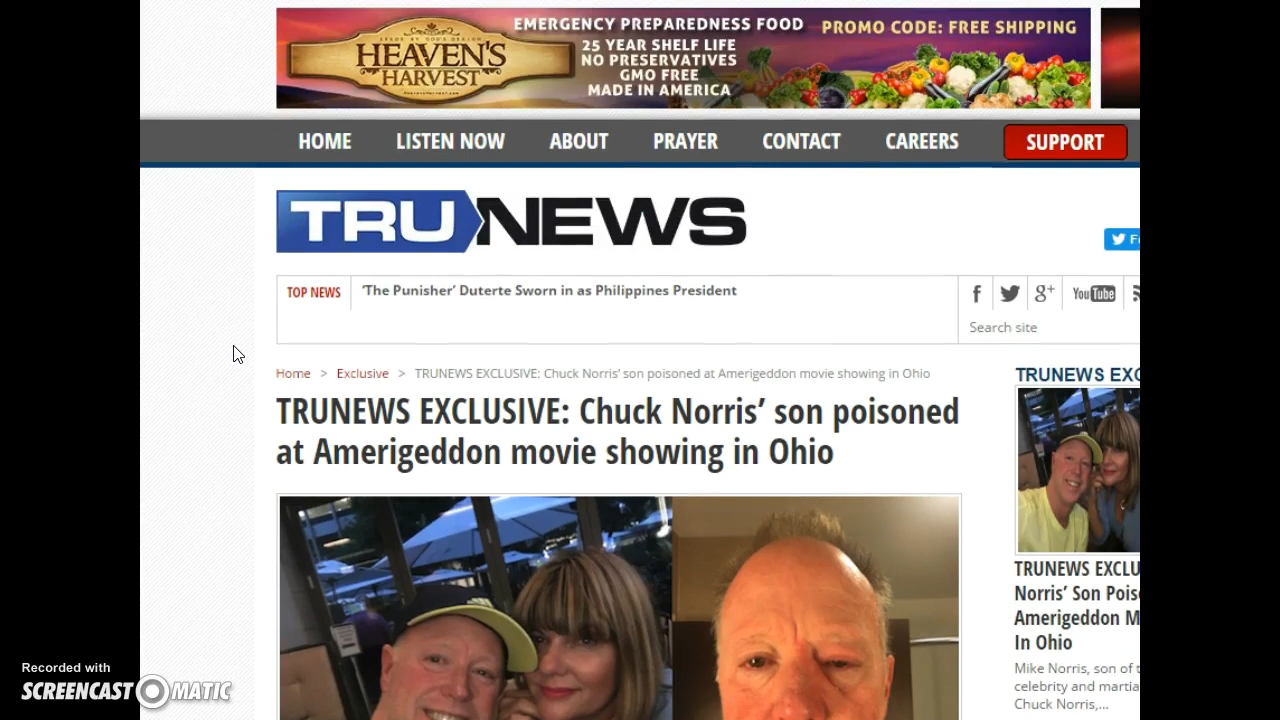 EMERGENCY PREPAREDNESS FOOD
PROMO CODE: FREE SHIPPING
HEAVEN'S
HARVEST
25 YEAR SHELF LIFE
NO PRESERVATIVES
GMO FREE
MADE IN AMERICA
HOME LISTEN NOW ABOUT PRAYER CONTACT CAREERS SUPPORT
TRUNEWS
TOP NEWS
'The Punisher' Duterte Sworn in as Philippines President
f g+ You Tube
Search site
Home > Exclusive > TRUNEWS EXCLUSIVE: Chuck Norris’ son poisoned at Amerigeddon movie showing in Ohio
TRUNEWS EXCLUSIVE: Chuck Norris’ son poisoned
at Amerigeddon movie showing in Ohio
TRUNEWS EXC
TRUNEWS EXCLU
Norris’ Son Pois
Amerigeddon M
In Ohio
Mike Norris, son of t
celebrity and martia
Chuck Norris,...
Recorded with
SCREENCAST O MATIC